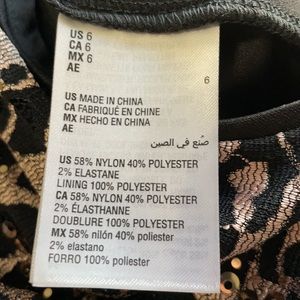 US 6
CA 6
MX 6
AE
6
US MADE IN CHINA
CA FABRIQUÉ EN CHINE
MX HECHO EN CHINA
AE
صُنع في الصين
US 58% NYLON 40% POLYESTER
2% ELASTANE
LINING 100% POLYESTER
CA 58% NYLON 40% POLYESTER
2% ÉLASTHANNE
DOUBLURE 100% POLYESTER
MX 58% nilón 40% poliester
2% elastano
FORRO 100% poliester